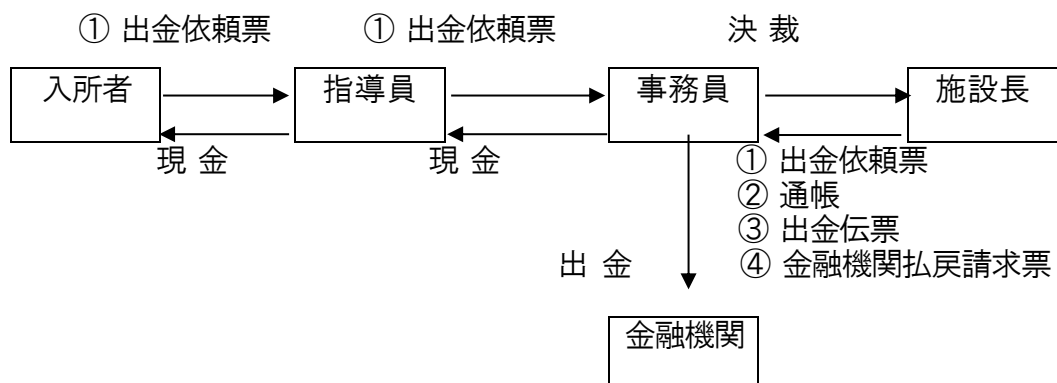 ① 出金依頼票 ① 出金依頼票 決 裁
入所者 指導員 事務員 施設長
現 金 現 金 ① 出金依頼票
② 通帳
③ 出金伝票
出 金 ④ 金融機関払戻請求票
金融機関